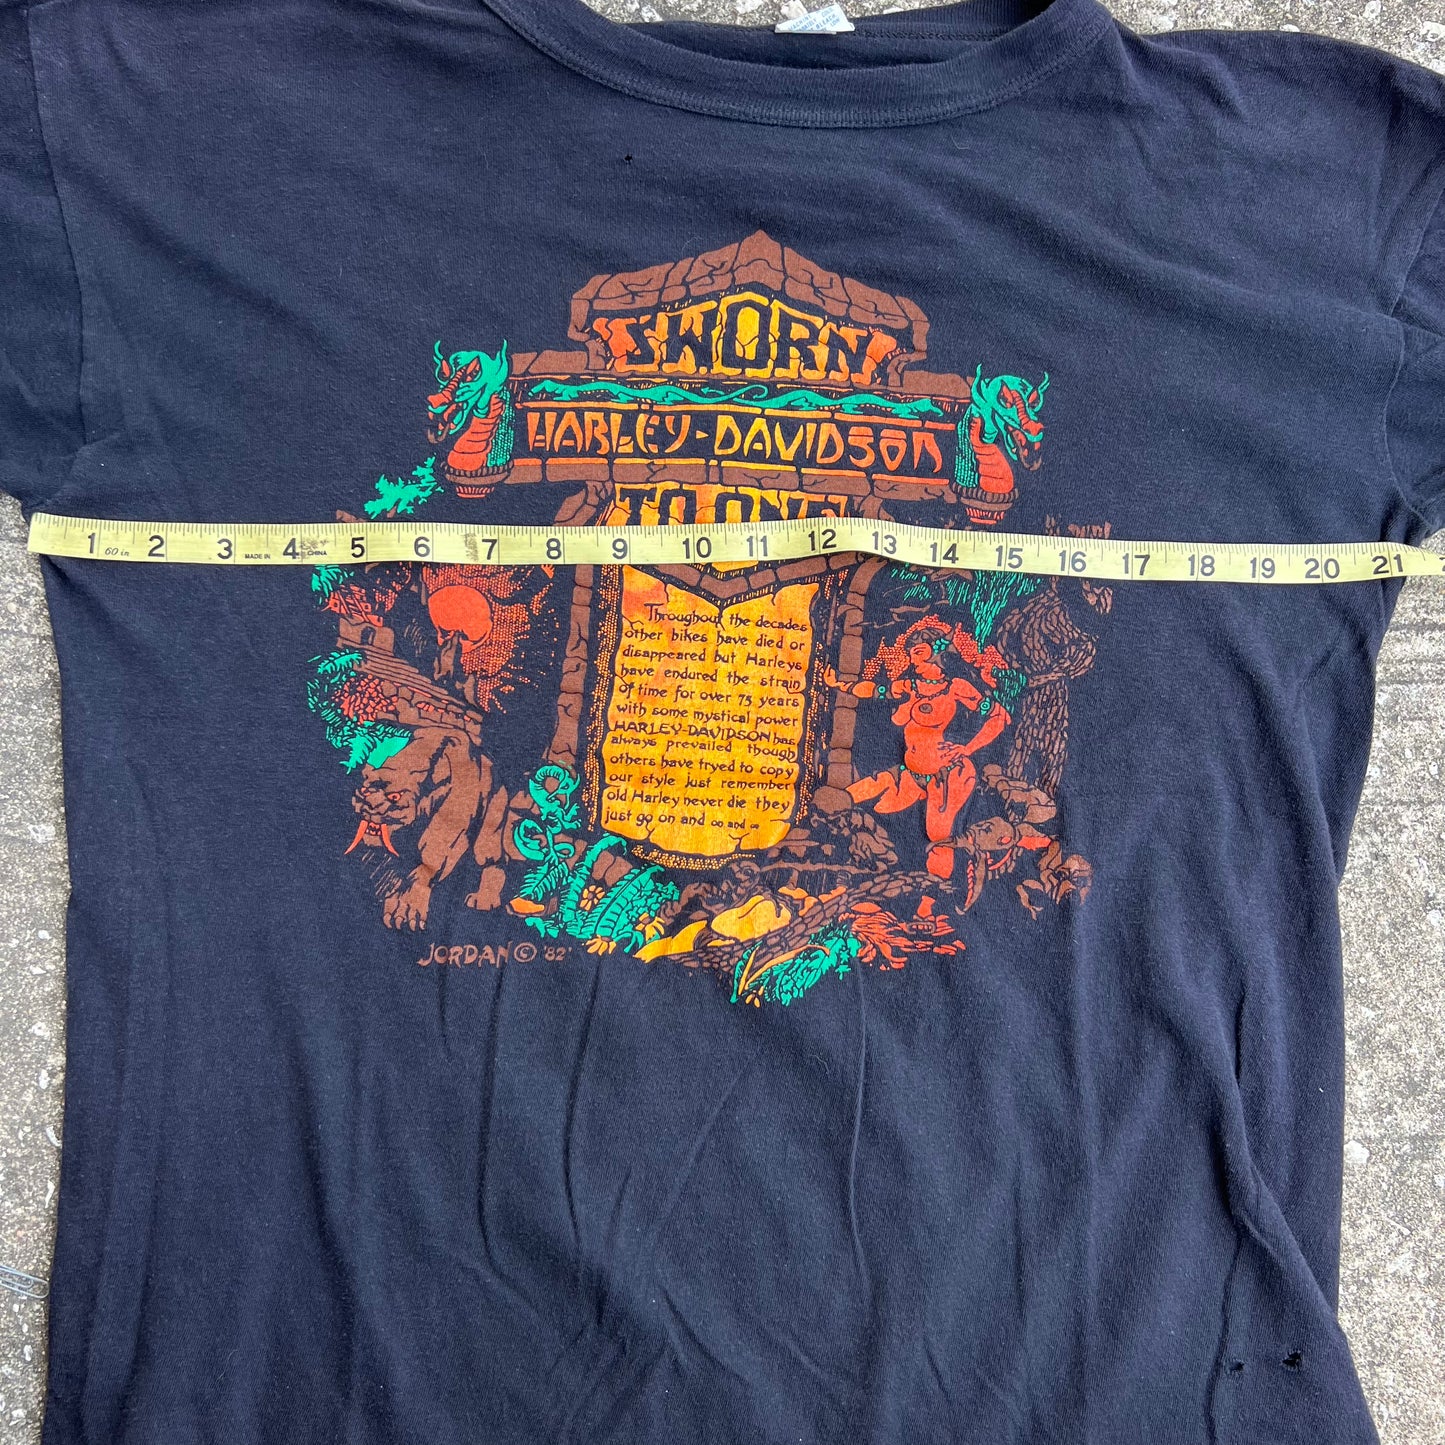 SWORN
HARLEY-DAVIDSON
TO ONE
1 60 in 2 3 MADE IN 4 CHINA 5 6 7 8 9 10 11 12 13 14 15 16 17 18 19 20 21
Throughout the decades
other bikes have died or
disappeared but Harleys
have endured the strain
of time for over 75 years
with some mystical power
HARLEY-DAVIDSON has
always prevailed though
others have tryed to copy
our style just remember
old Harley never die they
just go on and ∞ and ∞
JORDAN © '82'